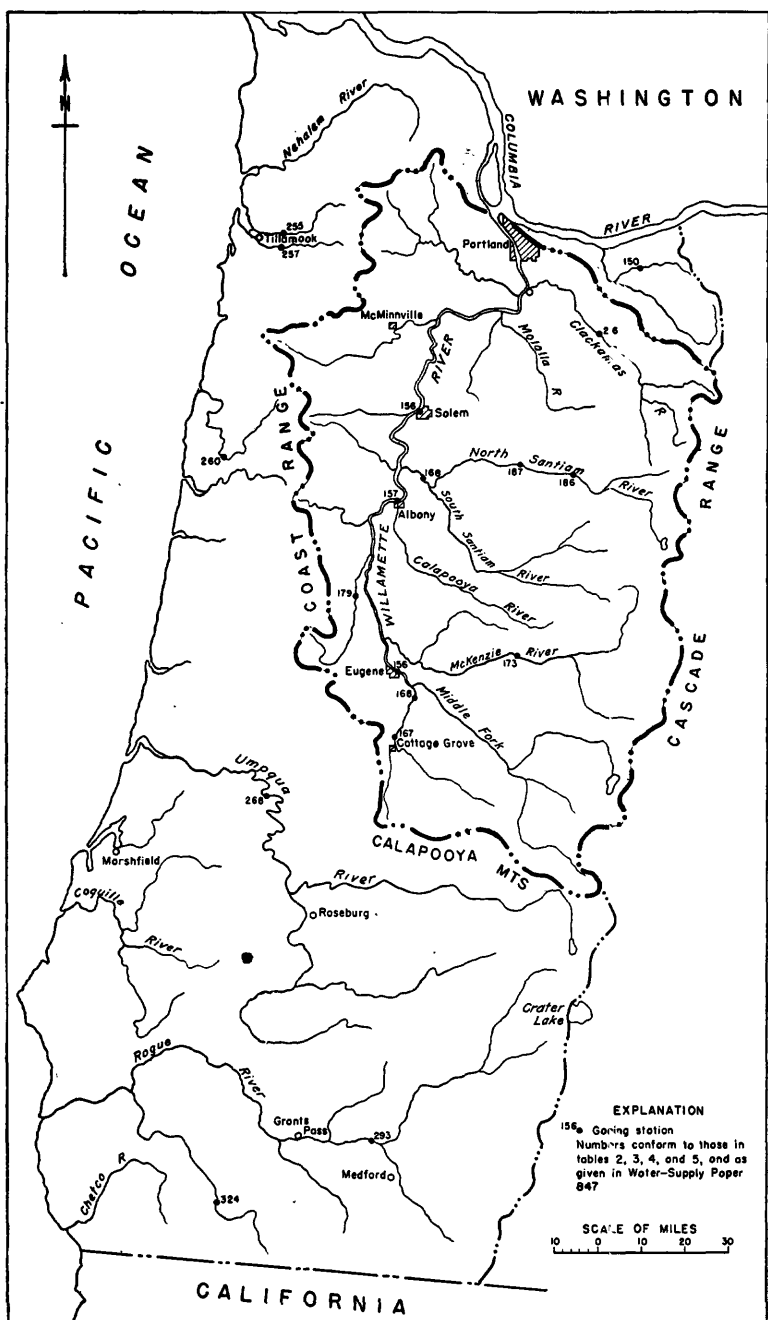 WASHINGTON
N
Nehalem River
COLUMBIA
RIVER
PACIFIC OCEAN
255
Tillamook
257
Portland
150
McMinnville
RIVER
Molalla R
Clackamas R
26
COAST RANGE
156
Solem
260
168
North Santiam River
187
186
157
Albony
South Santiam River
WILLAMETTE
Calapooya River
CASCADE RANGE
179
Eugene
156
McKenzie River
173
168
Middle Fork
167
Cottage Grove
Umpqua River
268
CALAPOOYA MTS
Marshfield
Coquille River
Roseburg
Crater Lake
Rogue River
Grants Pass
293
Medford
Chetco R
324
EXPLANATION
156 Gaging station
Numbers conform to those in
tables 2, 3, 4, and 5, and as
given in Water-Supply Paper
847
SCALE OF MILES
10 0 10 20 30
CALIFORNIA